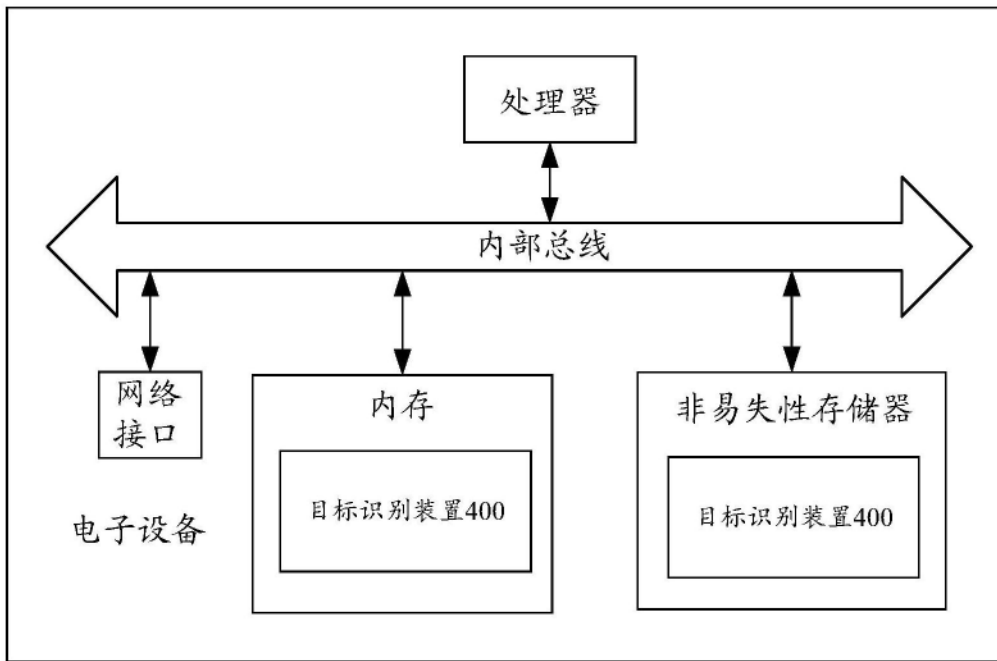 处理器
内部总线
网络
接口
内存
目标识别装置400
非易失性存储器
目标识别装置400
电子设备